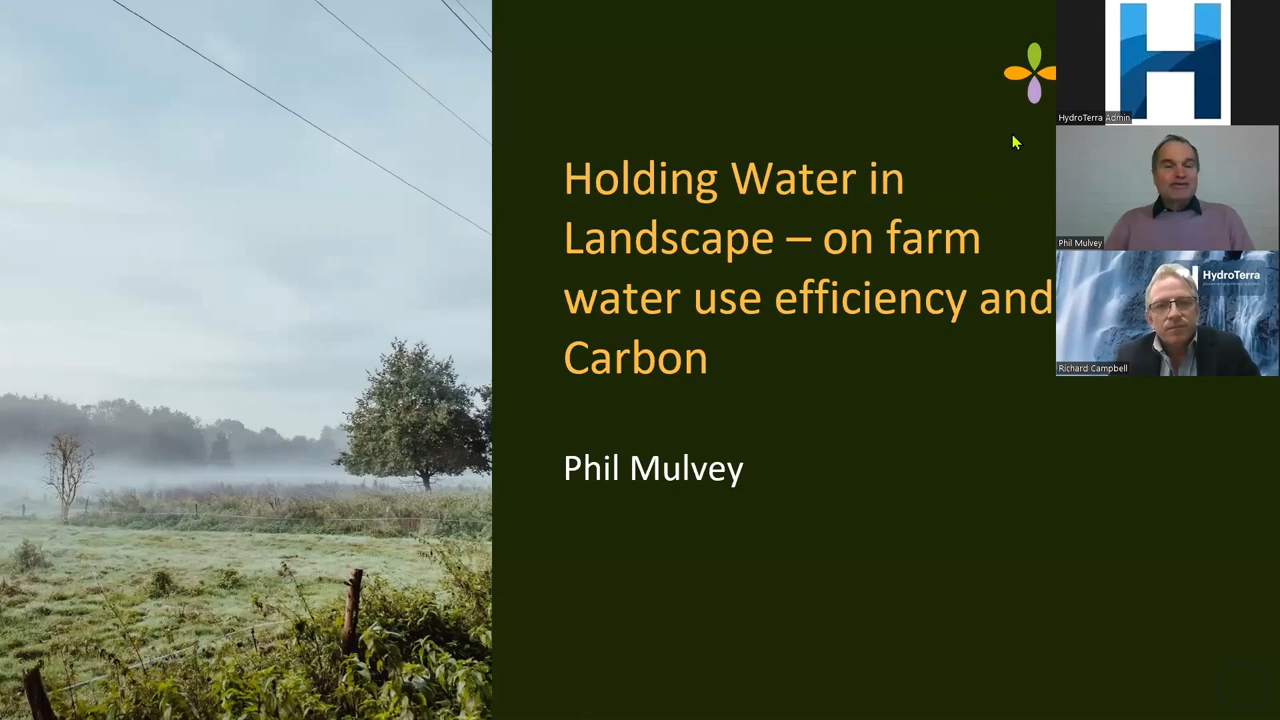 Holding Water in
Landscape – on farm
water use efficiency and
Carbon
Phil Mulvey
HydroTerra Admin
Phil Mulvey
HydroTerra
Richard Campbell